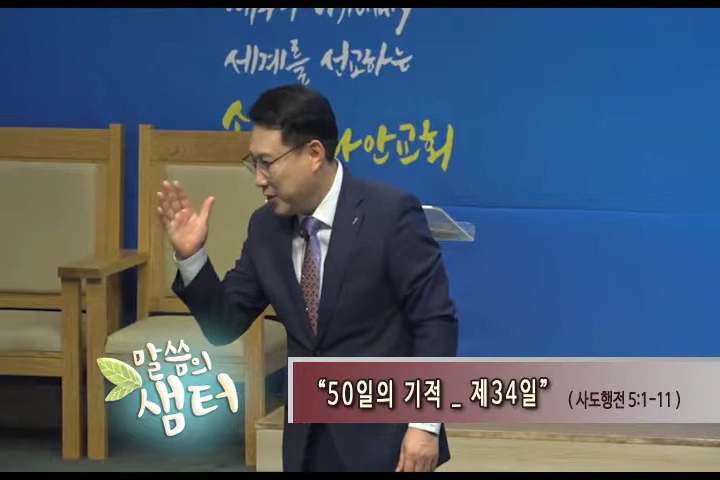 세계를 선교하는
사안교회
말씀의
샘터
“50일의 기적 _ 제34일”
( 사도행전 5:1-11 )